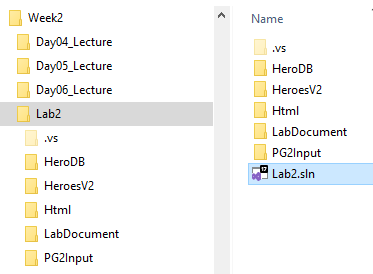 Week2
Day04_Lecture
Day05_Lecture
Day06_Lecture
Lab2
.vs
HeroDB
HeroesV2
Html
LabDocument
PG2Input
Name
.vs
HeroDB
HeroesV2
Html
LabDocument
PG2Input
Lab2.sln